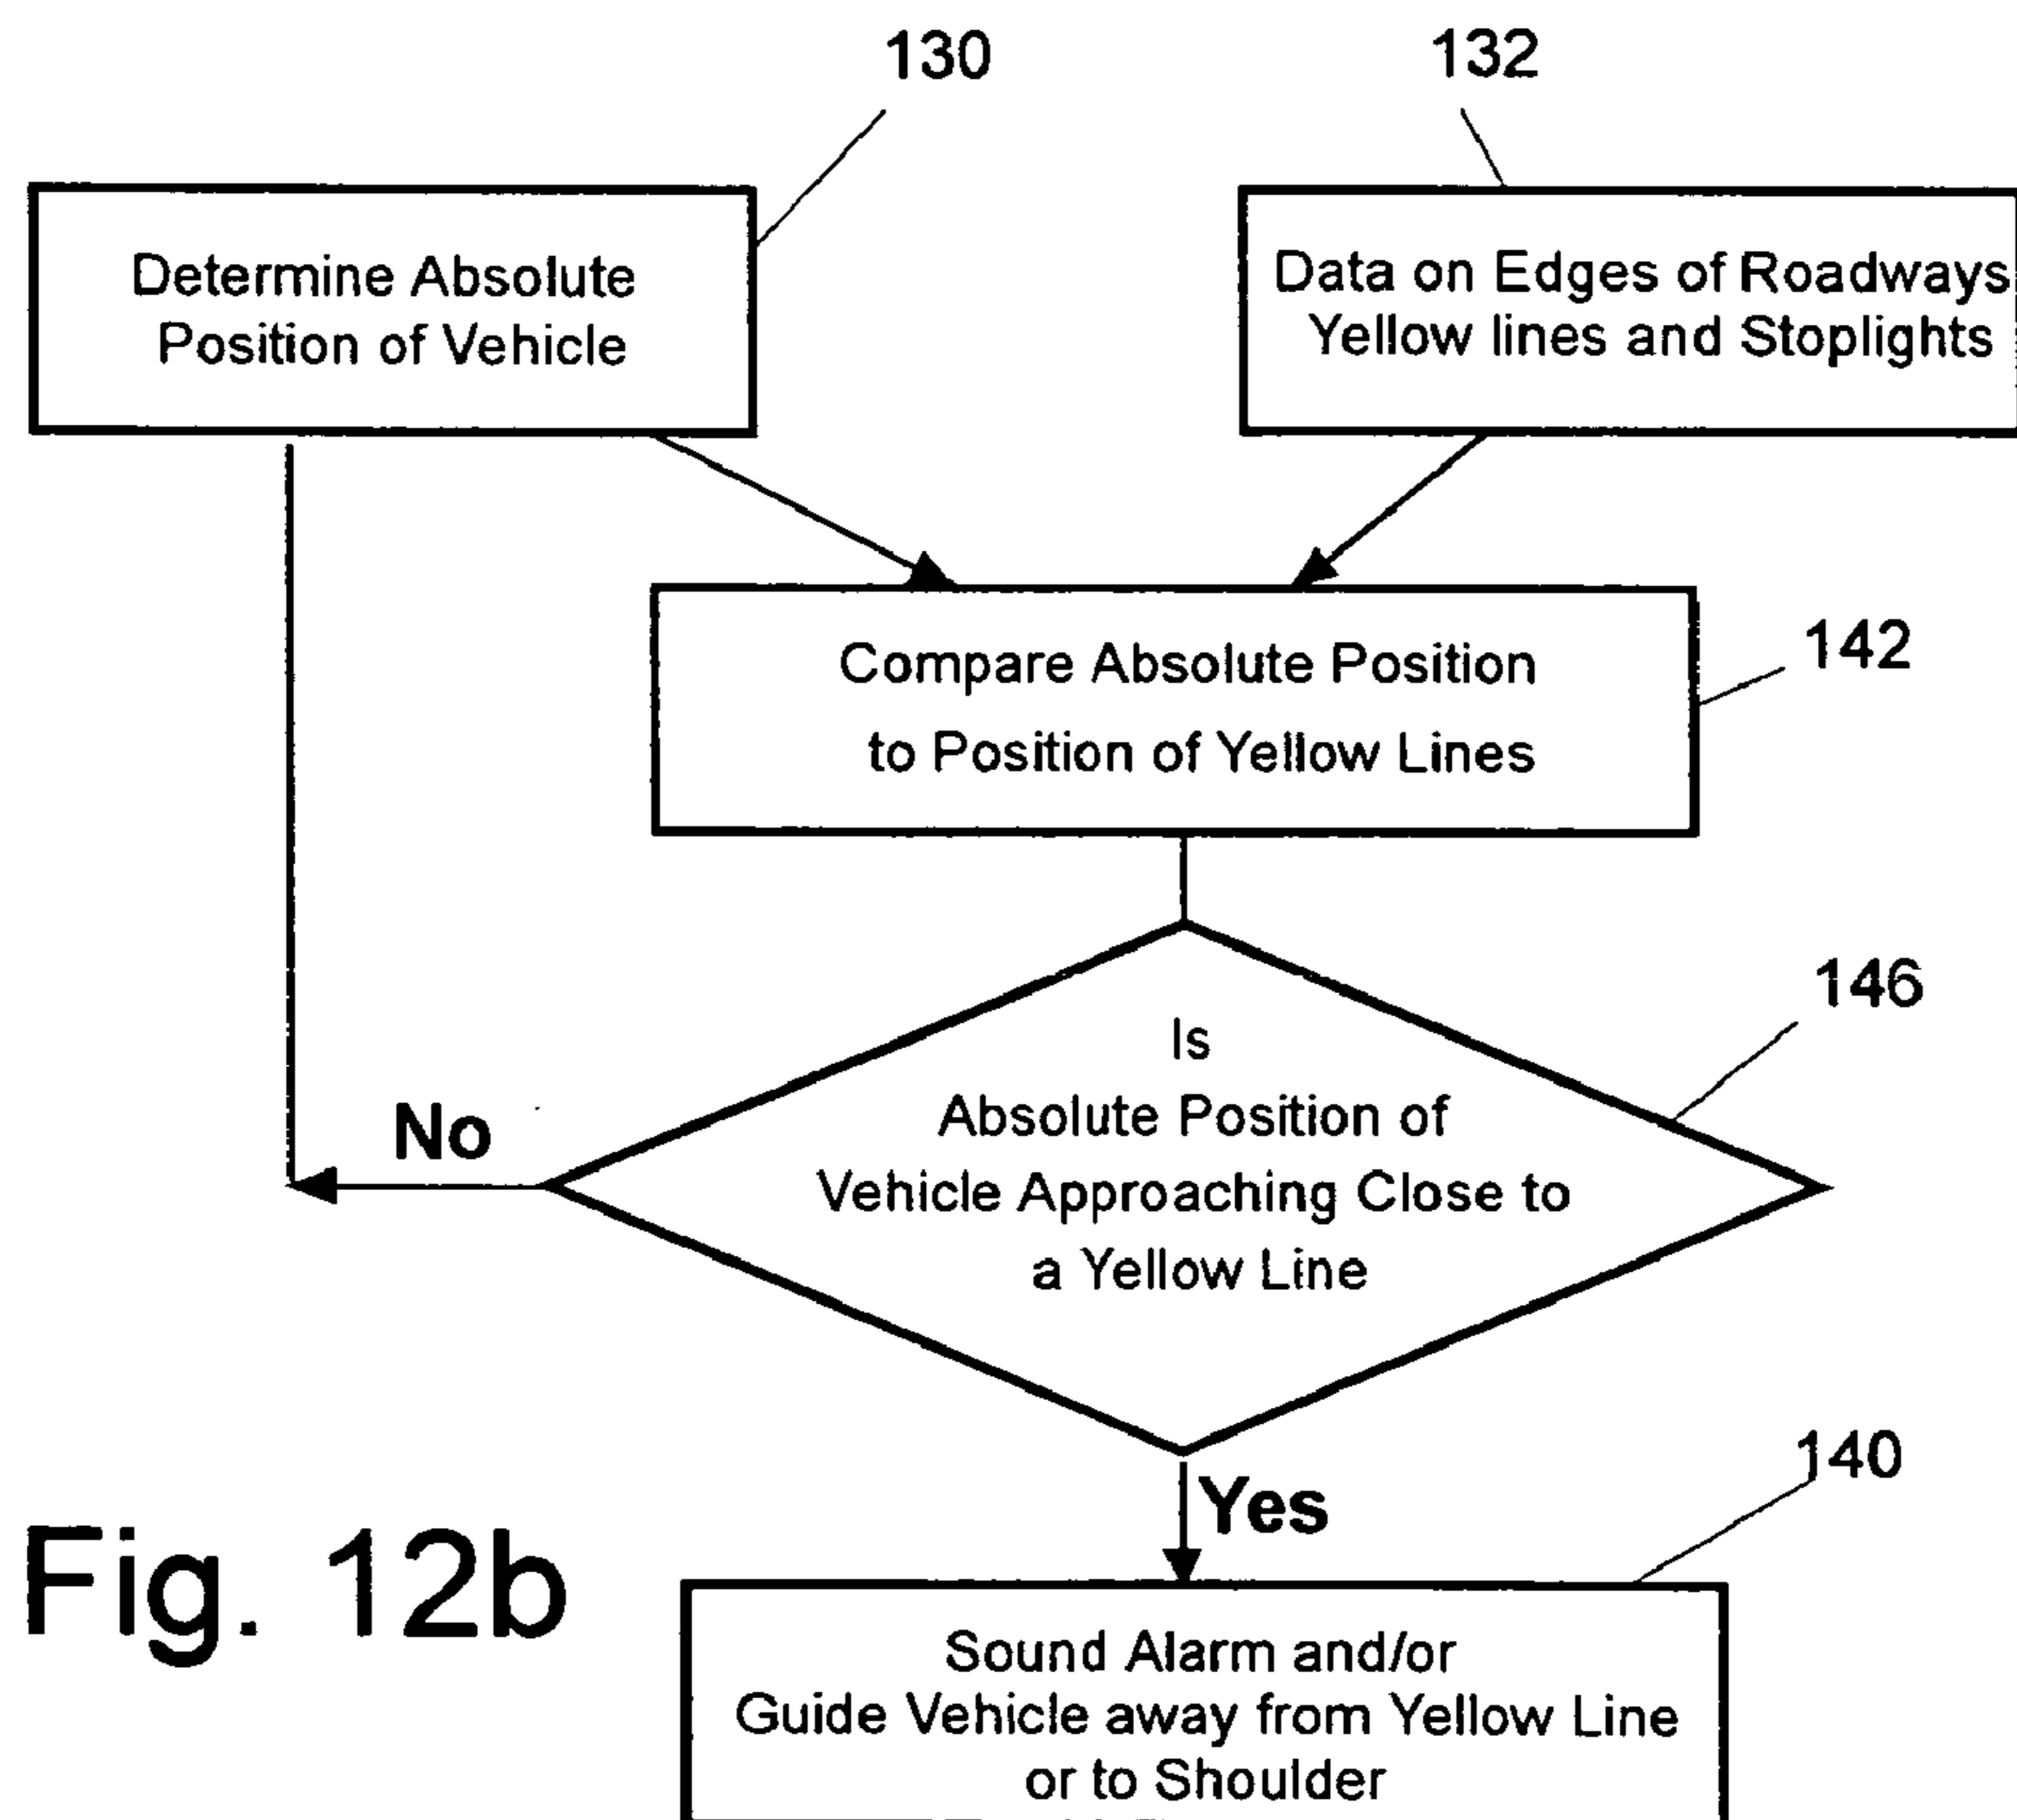 130
132
Determine Absolute
Position of Vehicle
Data on Edges of Roadways
Yellow lines and Stoplights
Compare Absolute Position
to Position of Yellow Lines
142
146
Is
Absolute Position of
Vehicle Approaching Close to
a Yellow Line
No
Yes
140
Sound Alarm and/or
Guide Vehicle away from Yellow Line
or to Shoulder
Fig. 12b